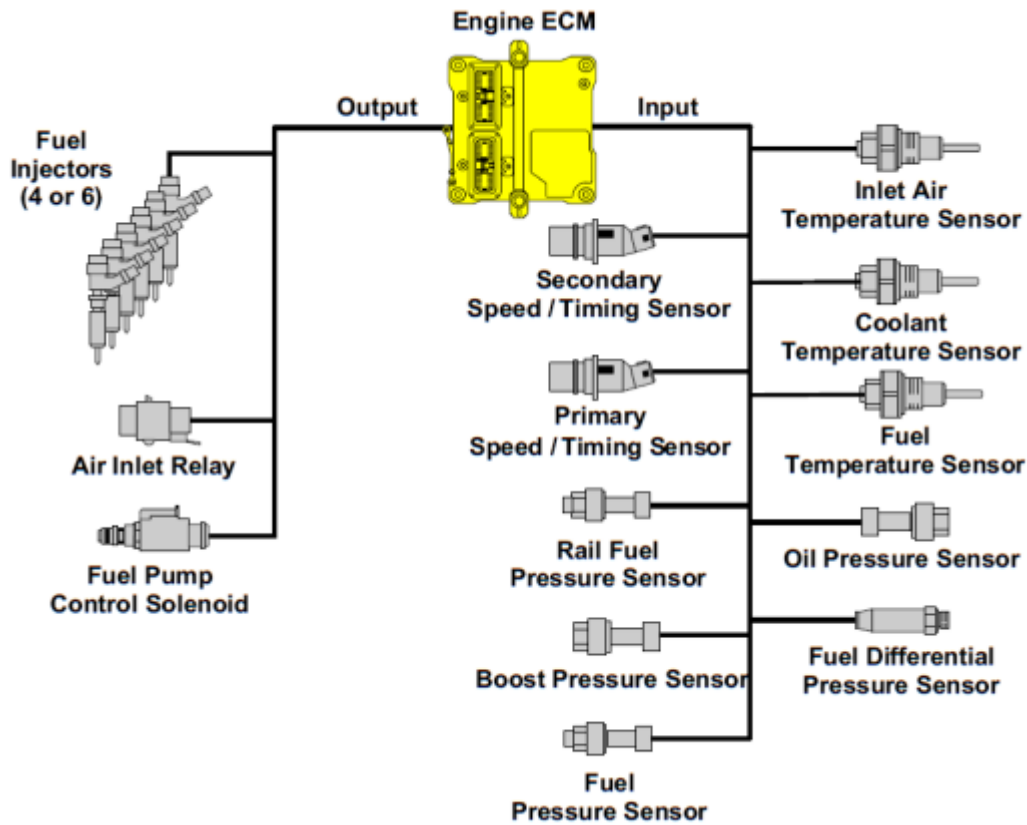 Engine ECM
Output
Input
Fuel
Injectors
(4 or 6)
Air Inlet Relay
Fuel Pump
Control Solenoid
Secondary
Speed / Timing Sensor
Primary
Speed / Timing Sensor
Rail Fuel
Pressure Sensor
Boost Pressure Sensor
Fuel
Pressure Sensor
Inlet Air
Temperature Sensor
Coolant
Temperature Sensor
Fuel
Temperature Sensor
Oil Pressure Sensor
Fuel Differential
Pressure Sensor